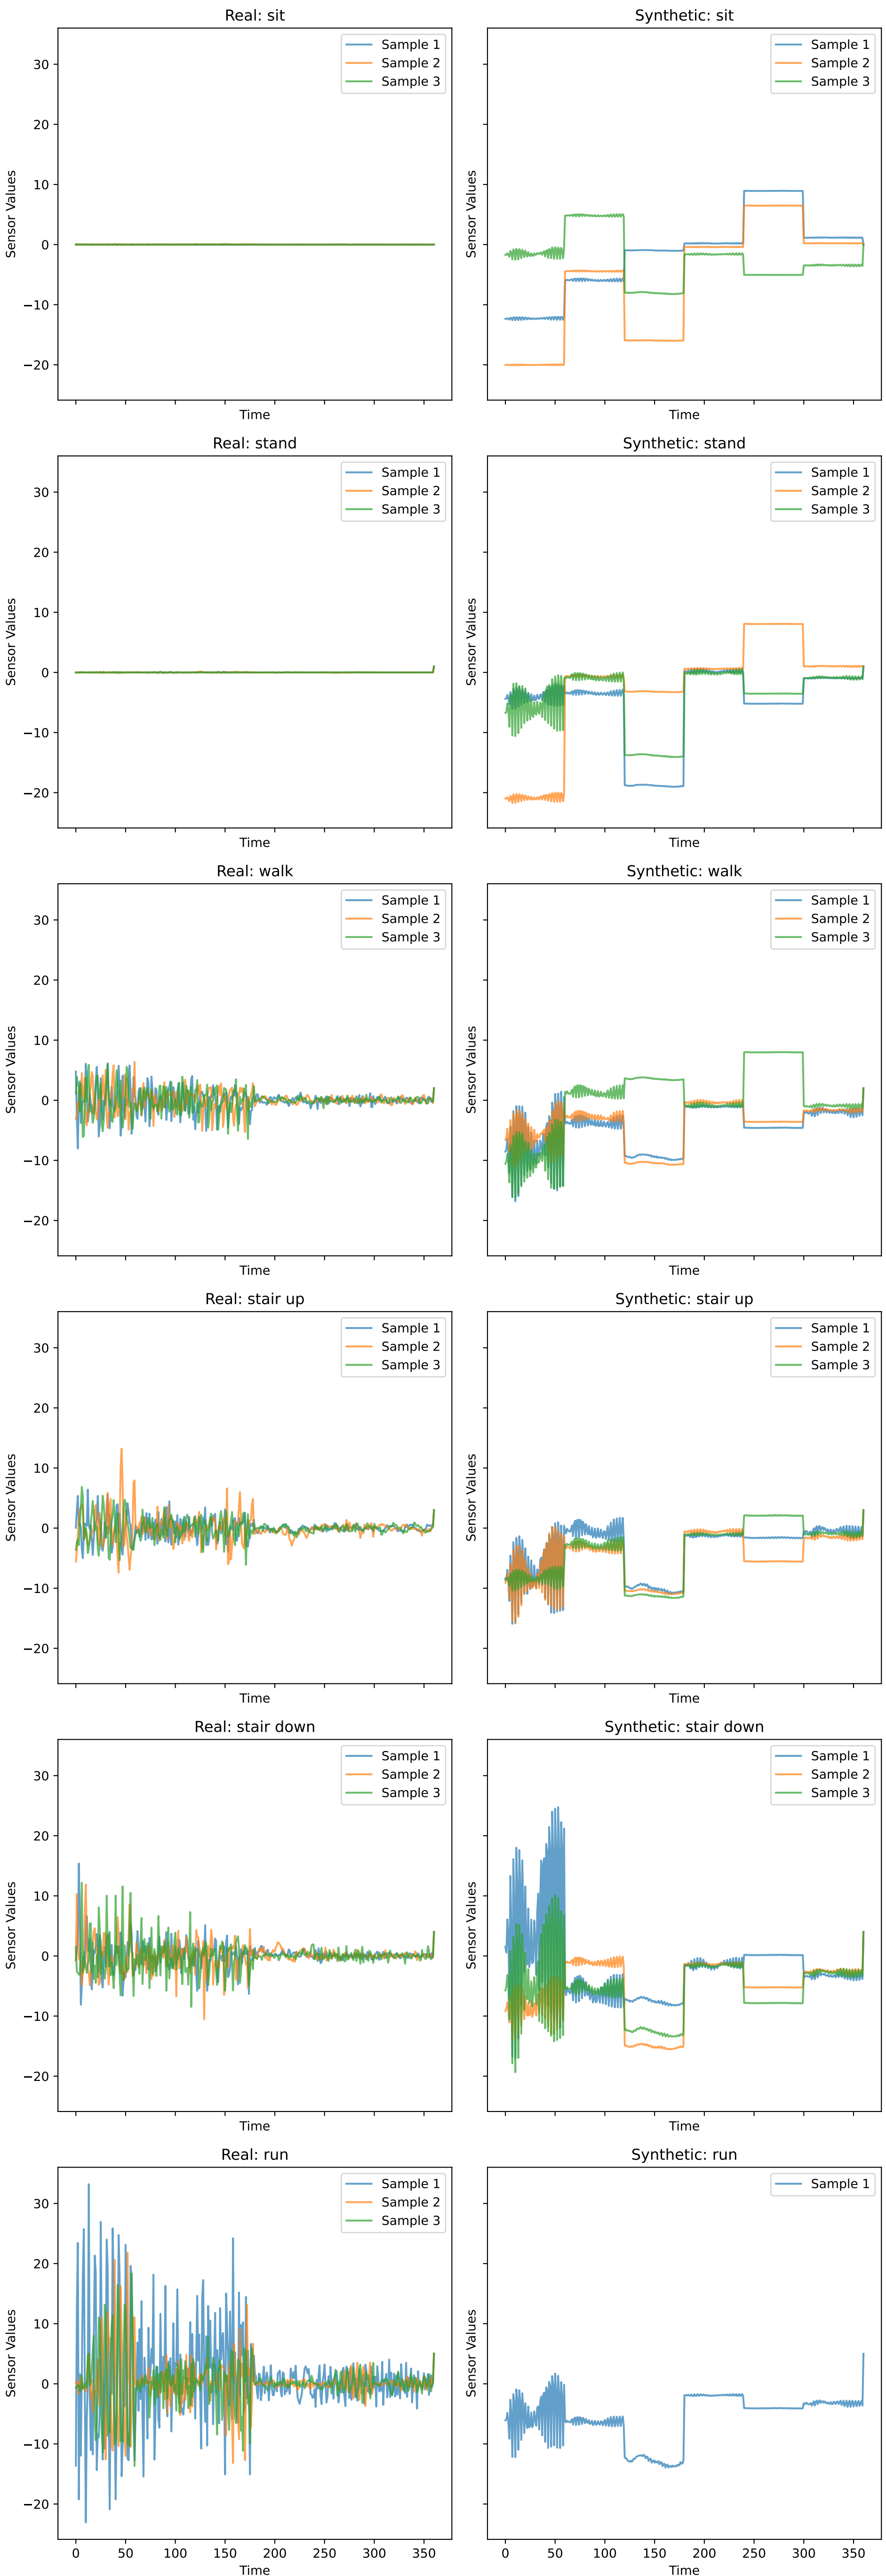 Real: sit
Synthetic: sit
Sample 1
Sample 2
Sample 3
Sample 1
Sample 2
Sample 3
30
20
10
0
−10
−20
Sensor Values
Sensor Values
Time
Time
Real: stand
Synthetic: stand
Sample 1
Sample 2
Sample 3
Sample 1
Sample 2
Sample 3
30
20
10
0
−10
−20
Sensor Values
Sensor Values
Time
Time
Real: walk
Synthetic: walk
Sample 1
Sample 2
Sample 3
Sample 1
Sample 2
Sample 3
30
20
10
0
−10
−20
Sensor Values
Sensor Values
Time
Time
Real: stair up
Synthetic: stair up
Sample 1
Sample 2
Sample 3
Sample 1
Sample 2
Sample 3
30
20
10
0
−10
−20
Sensor Values
Sensor Values
Time
Time
Real: stair down
Synthetic: stair down
Sample 1
Sample 2
Sample 3
Sample 1
Sample 2
Sample 3
30
20
10
0
−10
−20
Sensor Values
Sensor Values
Time
Time
Real: run
Synthetic: run
Sample 1
Sample 2
Sample 3
Sample 1
30
20
10
0
−10
−20
Sensor Values
Sensor Values
0 50 100 150 200 250 300 350
0 50 100 150 200 250 300 350
Time
Time